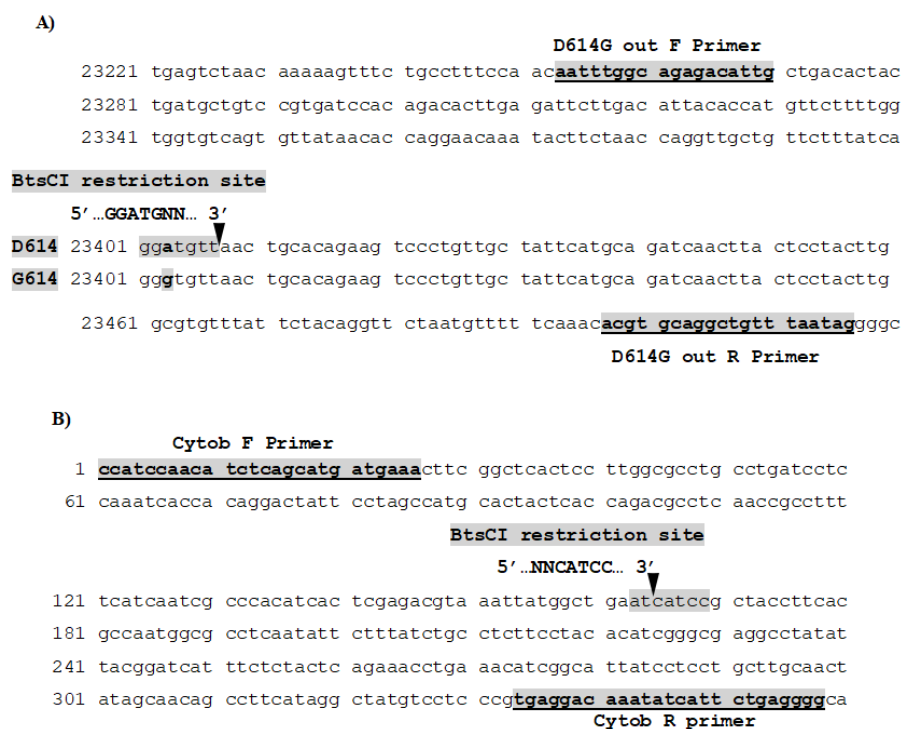 A)
D614G out F Primer
23221 tgagtctaac aaaaagtttc tgcctttcca acaatttggc agagacattg ctgacactac
23281 tgatgctgtc cgtgatccac agacacttga gattcttgac attacaccat gttcttttgg
23341 tggtgtcagt gttataacac caggaacaaa tacttctaac caggttgctg ttctttatca
BtsCI restriction site
5′…GGATGNN… 3′
D614 23401 ggatgttaac tgcacagaag tccctgttgc tattcatgca gatcaactta ctcctacttg
G614 23401 gggtgttaac tgcacagaag tccctgttgc tattcatgca gatcaactta ctcctacttg
23461 gcgtgtttat tctacaggtt ctaatgtttt tcaaacacgt gcaggctgtt taataggggc
D614G out R Primer
B)
Cytob F Primer
1 ccatccaaca tctcagcatg atgaaacttc ggctcactcc ttggcgcctg cctgatcctc
61 caaatcacca caggactatt cctagccatg cactactcac cagacgcctc aaccgccttt
BtsCI restriction site
5′…NNCATCC… 3′
121 tcatcaatcg cccacatcac tcgagacgta aattatggct gaatcatccg ctaccttcac
181 gccaatggcg cctcaatatt ctttatctgc ctcttcctac acatcgggcg aggcctatat
241 tacggatcat ttctctactc agaaacctga aacatcggca ttatcctcct gcttgcaact
301 atagcaacag ccttcatagg ctatgtcctc ccgtgaggac aaatatcatt ctgaggggca
Cytob R primer